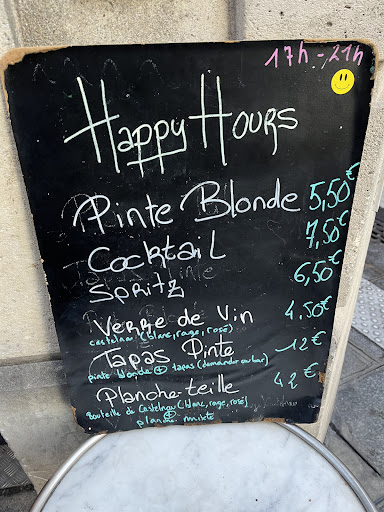 17h - 21h
Happy Hours
Pinte Blonde 5,50€
Cocktail 7,50€
Spritz 6,50€
Verre de Vin 4,50€
castelnau (blanc, rouge, rosé)
Tapas Pinte 12€
pinte blonde + tapas (demander au bar)
Planche-teille 42€
Bouteille de Castelnau (blanc, rouge, rosé)
+
planche mixte